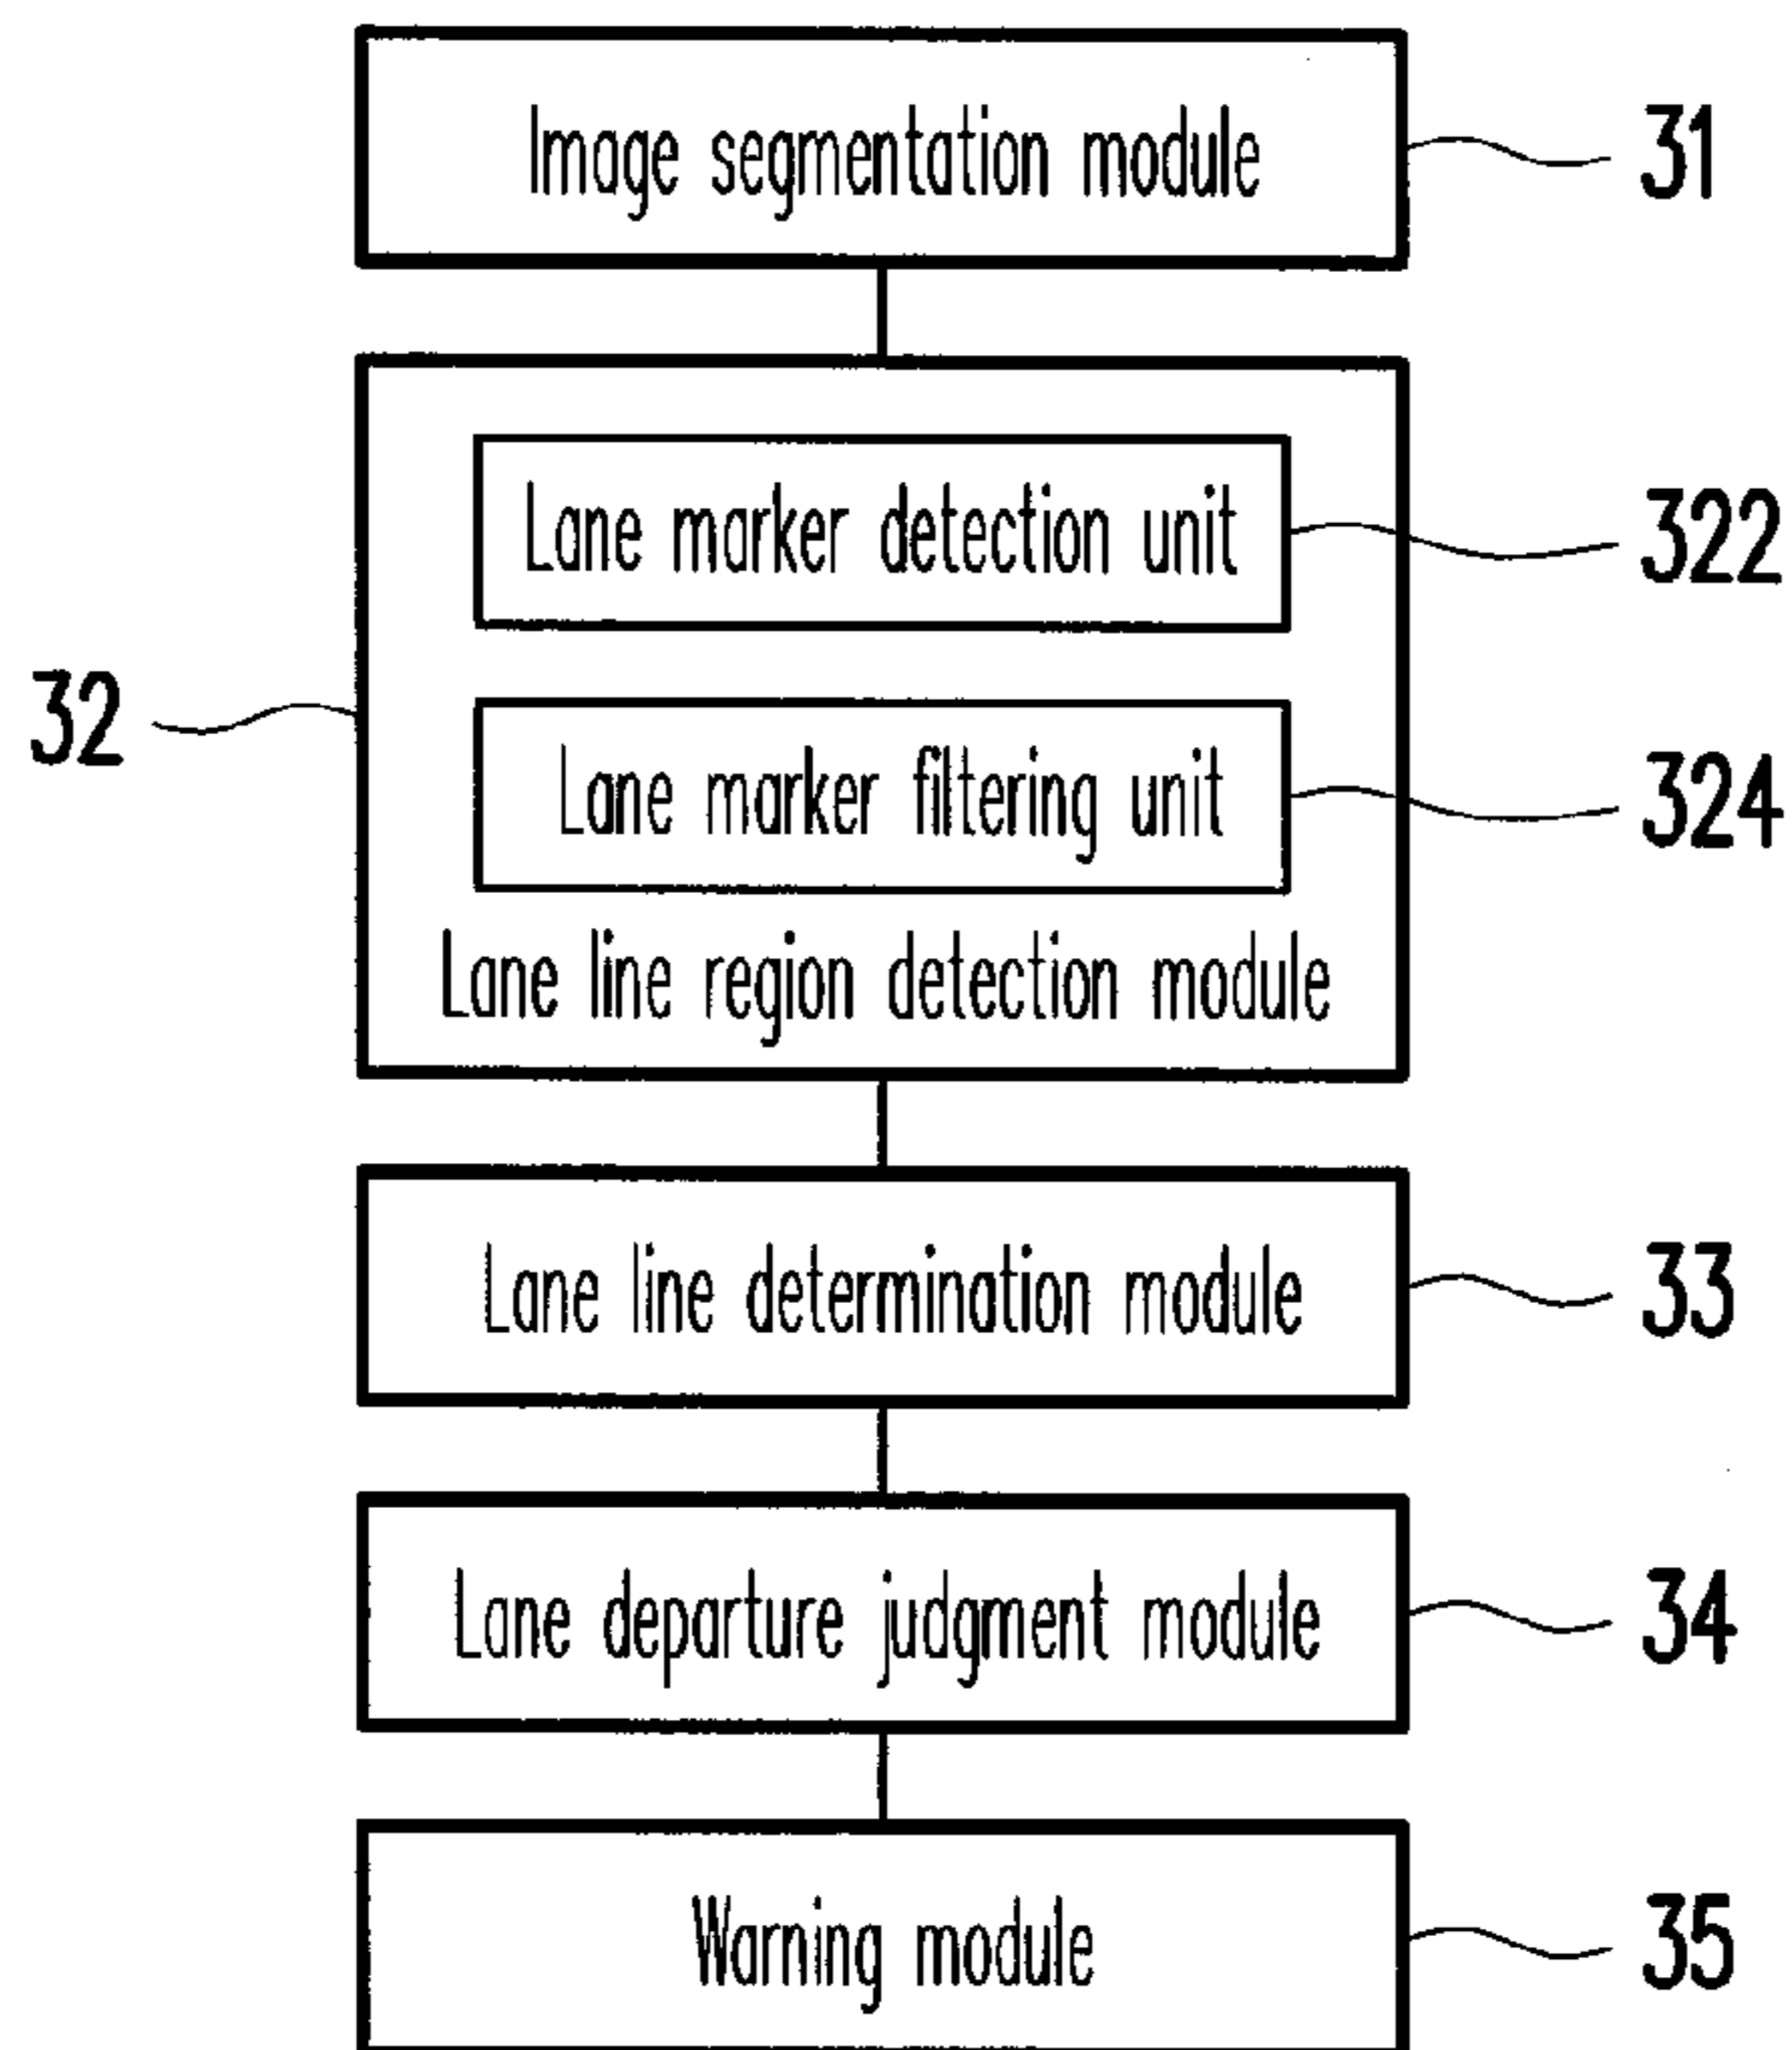 Image segmentation module
31
Lane marker detection unit
322
32
Lane marker filtering unit
324
Lane line region detection module
Lane line determination module
33
Lane departure judgment module
34
Warning module
35